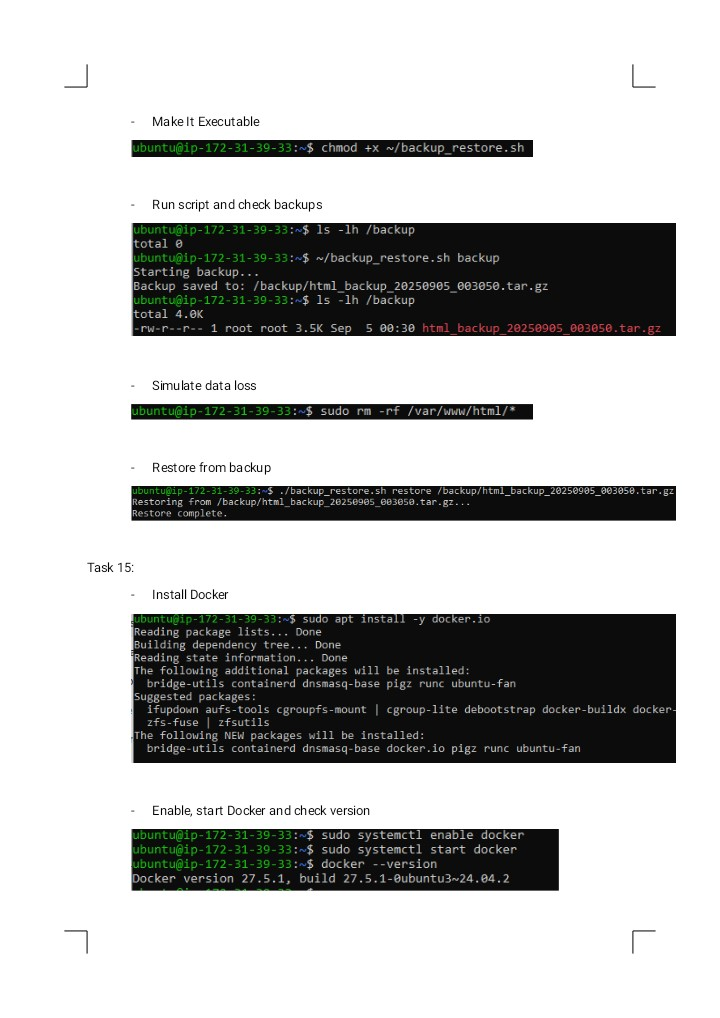 - Make It Executable
ubuntu@ip-172-31-39-33:~$ chmod +x ~/backup_restore.sh
- Run script and check backups
ubuntu@ip-172-31-39-33:~$ ls -lh /backup
total 0
ubuntu@ip-172-31-39-33:~$ ~/backup_restore.sh backup
Starting backup...
Backup saved to: /backup/html_backup_20250905_003050.tar.gz
ubuntu@ip-172-31-39-33:~$ ls -lh /backup
total 4.0K
-rw-r--r-- 1 root root 3.5K Sep  5 00:30 html_backup_20250905_003050.tar.gz
- Simulate data loss
ubuntu@ip-172-31-39-33:~$ sudo rm -rf /var/www/html/*
- Restore from backup
ubuntu@ip-172-31-39-33:~$ ./backup_restore.sh restore /backup/html_backup_20250905_003050.tar.gz
Restoring from /backup/html_backup_20250905_003050.tar.gz...
Restore complete.
Task 15:
- Install Docker
ubuntu@ip-172-31-39-33:~$ sudo apt install -y docker.io
Reading package lists... Done
Building dependency tree... Done
Reading state information... Done
The following additional packages will be installed:
  bridge-utils containerd dnsmasq-base pigz runc ubuntu-fan
Suggested packages:
  ifupdown aufs-tools cgroupfs-mount | cgroup-lite debootstrap docker-buildx docker-
  zfs-fuse | zfsutils
The following NEW packages will be installed:
  bridge-utils containerd dnsmasq-base docker.io pigz runc ubuntu-fan
- Enable, start Docker and check version
ubuntu@ip-172-31-39-33:~$ sudo systemctl enable docker
ubuntu@ip-172-31-39-33:~$ sudo systemctl start docker
ubuntu@ip-172-31-39-33:~$ docker --version
Docker version 27.5.1, build 27.5.1-0ubuntu3~24.04.2